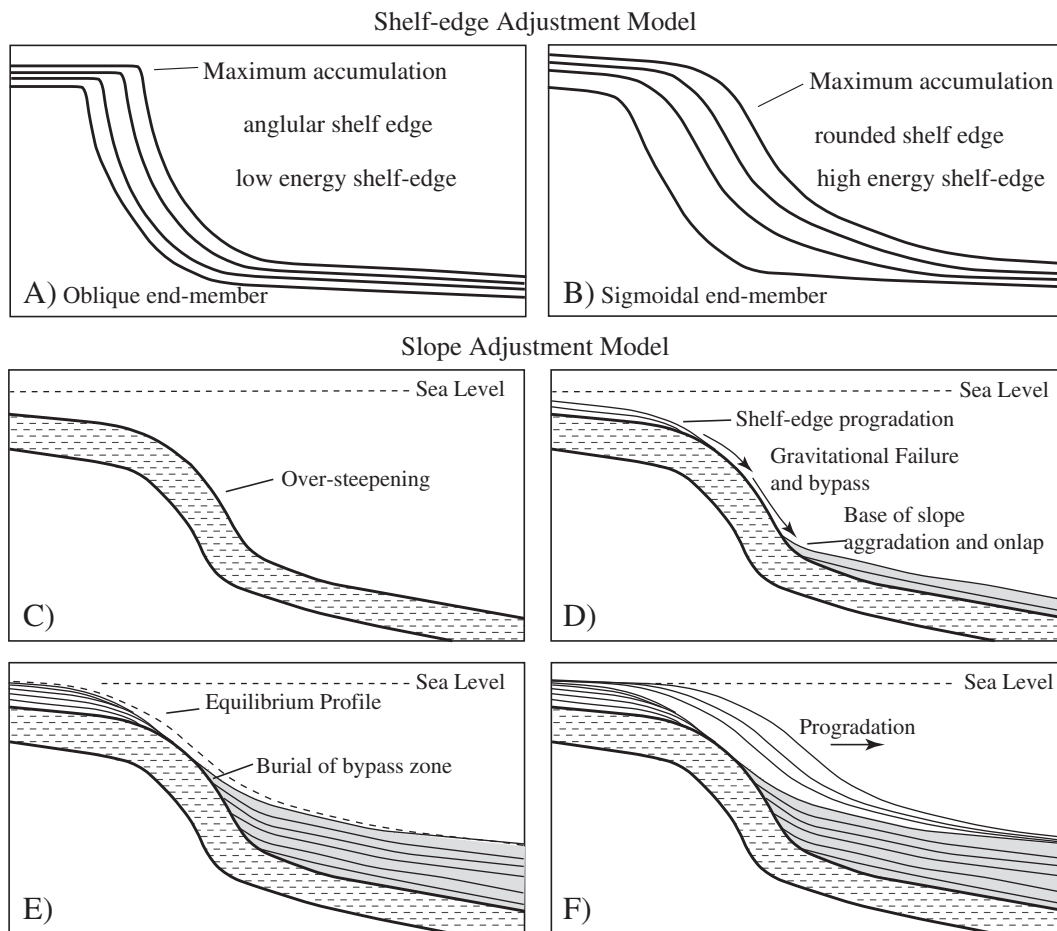 Shelf-edge Adjustment Model
Maximum accumulation
anglular shelf edge
low energy shelf-edge
A) Oblique end-member
Maximum accumulation
rounded shelf edge
high energy shelf-edge
B) Sigmoidal end-member
Slope Adjustment Model
Sea Level
Over-steepening
C)
Sea Level
Shelf-edge progradation
Gravitational Failure
and bypass
Base of slope
aggradation and onlap
D)
Sea Level
Equilibrium Profile
Burial of bypass zone
E)
Sea Level
Progradation
F)